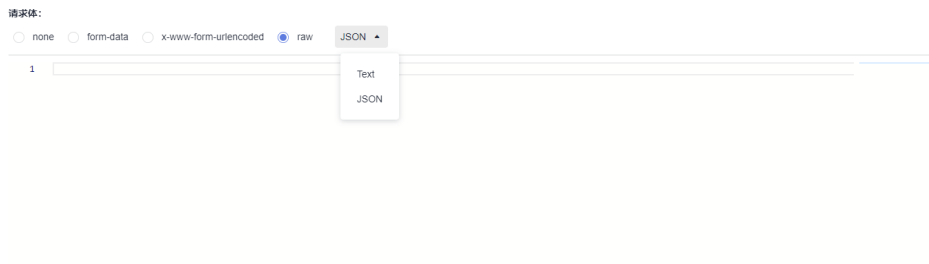 请求体：
none form-data x-www-form-urlencoded raw JSON
1
Text
JSON